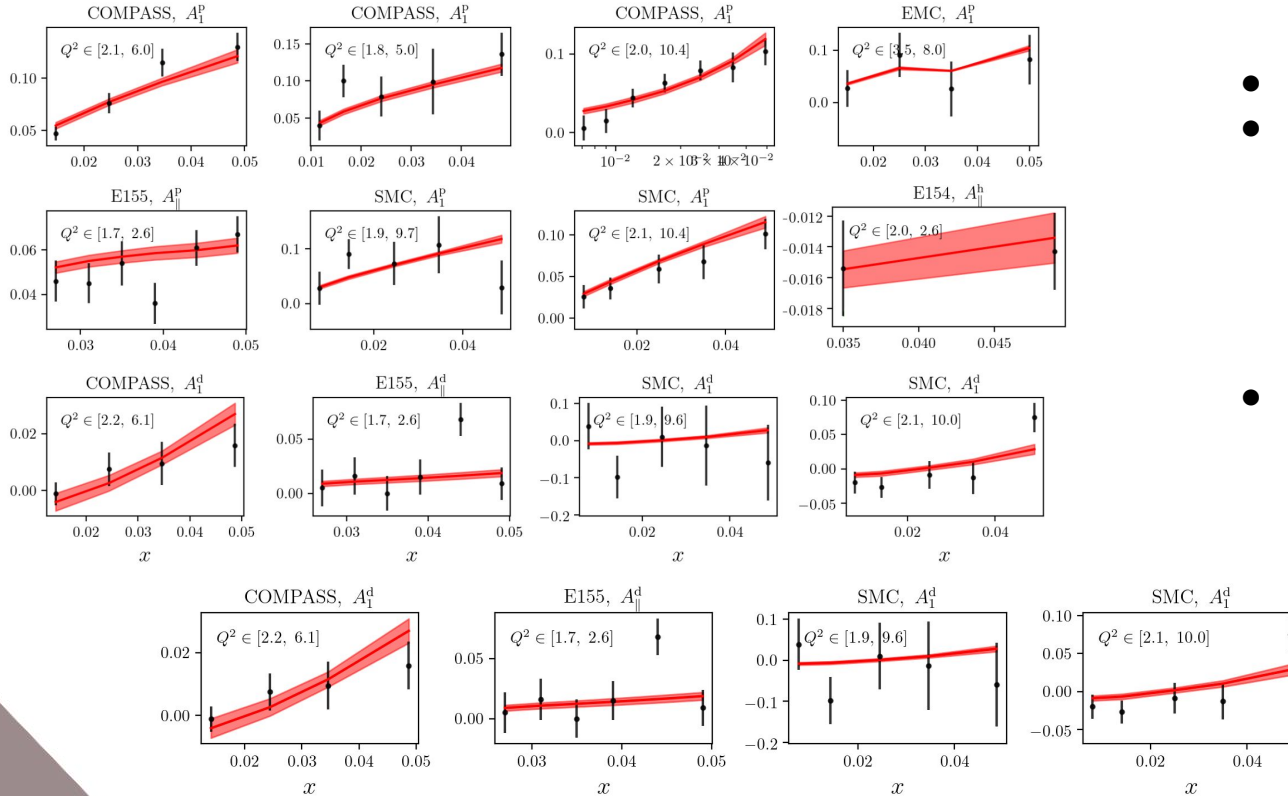 COMPASS, A₁ᵖ
COMPASS, A₁ᵖ
COMPASS, A₁ᵖ
EMC, A₁ᵖ
Q² ∈ [2.1, 6.0]
Q² ∈ [1.8, 5.0]
Q² ∈ [2.0, 10.4]
Q² ∈ [3.5, 8.0]
0.10
0.05
0.15
0.10
0.05
0.1
0.0
0.1
0.0
0.02 0.03 0.04 0.05
0.01 0.02 0.03 0.04
10⁻² 2 × 10⁻² 3 × 10⁻² 4 × 10⁻²
0.02 0.03 0.04 0.05
E155, A∥ᵖ
SMC, A₁ᵖ
SMC, A₁ᵖ
E154, A∥ʰ
Q² ∈ [1.7, 2.6]
Q² ∈ [1.9, 9.7]
Q² ∈ [2.1, 10.4]
Q² ∈ [2.0, 2.6]
0.06
0.04
0.1
0.0
0.10
0.05
0.00
-0.012
-0.014
-0.016
-0.018
0.03 0.04 0.05
0.02 0.04
0.02 0.04
0.035 0.040 0.045
COMPASS, A₁ᵈ
E155, A∥ᵈ
SMC, A₁ᵈ
SMC, A₁ᵈ
Q² ∈ [2.2, 6.1]
Q² ∈ [1.7, 2.6]
Q² ∈ [1.9, 9.6]
Q² ∈ [2.1, 10.0]
0.02
0.00
0.05
0.00
0.1
0.0
−0.1
−0.2
0.10
0.05
0.00
−0.05
0.02 0.03 0.04 0.05
0.03 0.04 0.05
0.02 0.04
0.02 0.04
x
x
x
x
COMPASS, A₁ᵈ
E155, A∥ᵈ
SMC, A₁ᵈ
SMC, A₁ᵈ
Q² ∈ [2.2, 6.1]
Q² ∈ [1.7, 2.6]
Q² ∈ [1.9, 9.6]
Q² ∈ [2.1, 10.0]
0.02
0.00
0.05
0.00
0.1
0.0
−0.1
−0.2
0.10
0.05
0.00
−0.05
0.02 0.03 0.04 0.05
0.03 0.04 0.05
0.02 0.04
0.02 0.04
x
x
x
x